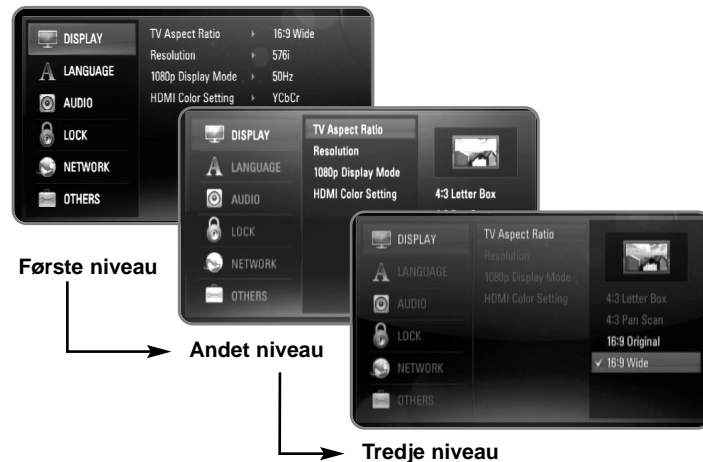 DISPLAY
LANGUAGE
AUDIO
LOCK
NETWORK
OTHERS
TV Aspect Ratio 16:9 Wide
Resolution 576i
1080p Display Mode 50Hz
HDMI Color Setting YCbCr
Første niveau
DISPLAY
LANGUAGE
AUDIO
LOCK
NETWORK
OTHERS
TV Aspect Ratio
Resolution
1080p Display Mode
HDMI Color Setting
4:3 Letter Box
Andet niveau
DISPLAY
LANGUAGE
AUDIO
LOCK
NETWORK
OTHERS
TV Aspect Ratio
Resolution
1080p Display Mode
HDMI Color Setting
4:3 Letter Box
4:3 Pan Scan
16:9 Original
✓ 16:9 Wide
Tredje niveau